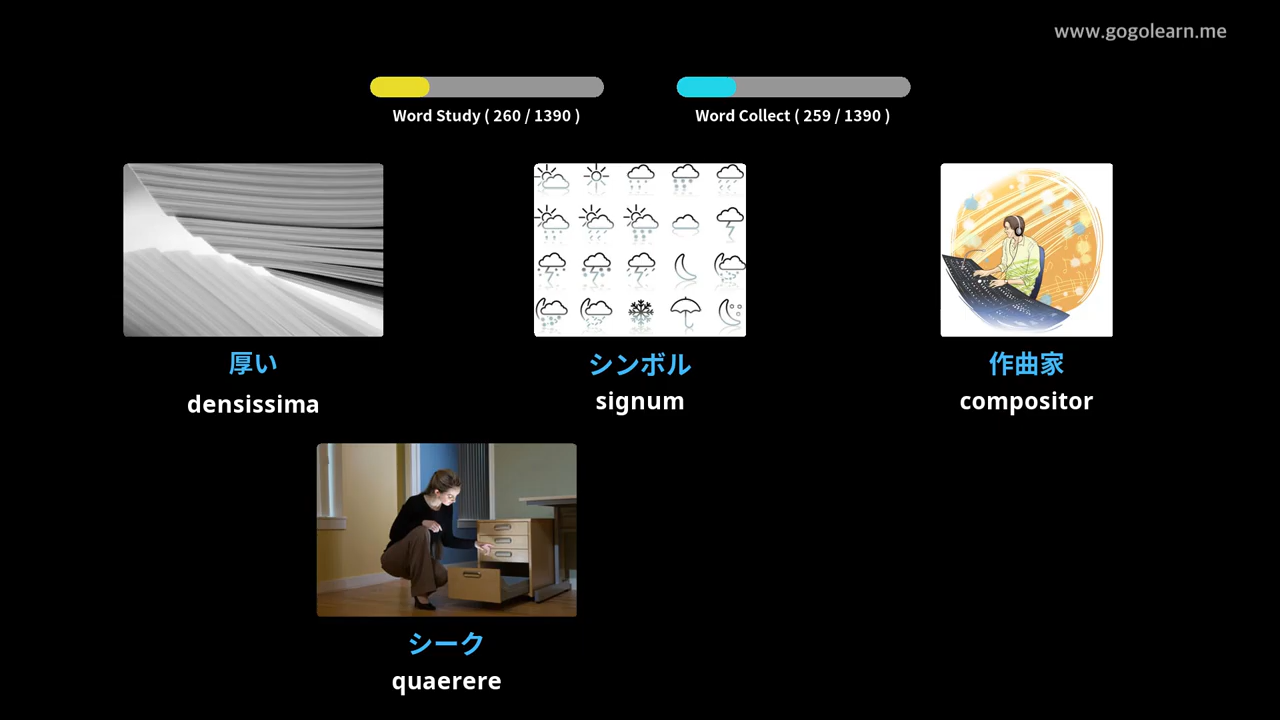 www.gogolearn.me
Word Study ( 260 / 1390 )
Word Collect ( 259 / 1390 )
厚い
densissima
シンボル
signum
作曲家
compositor
シーク
quaerere